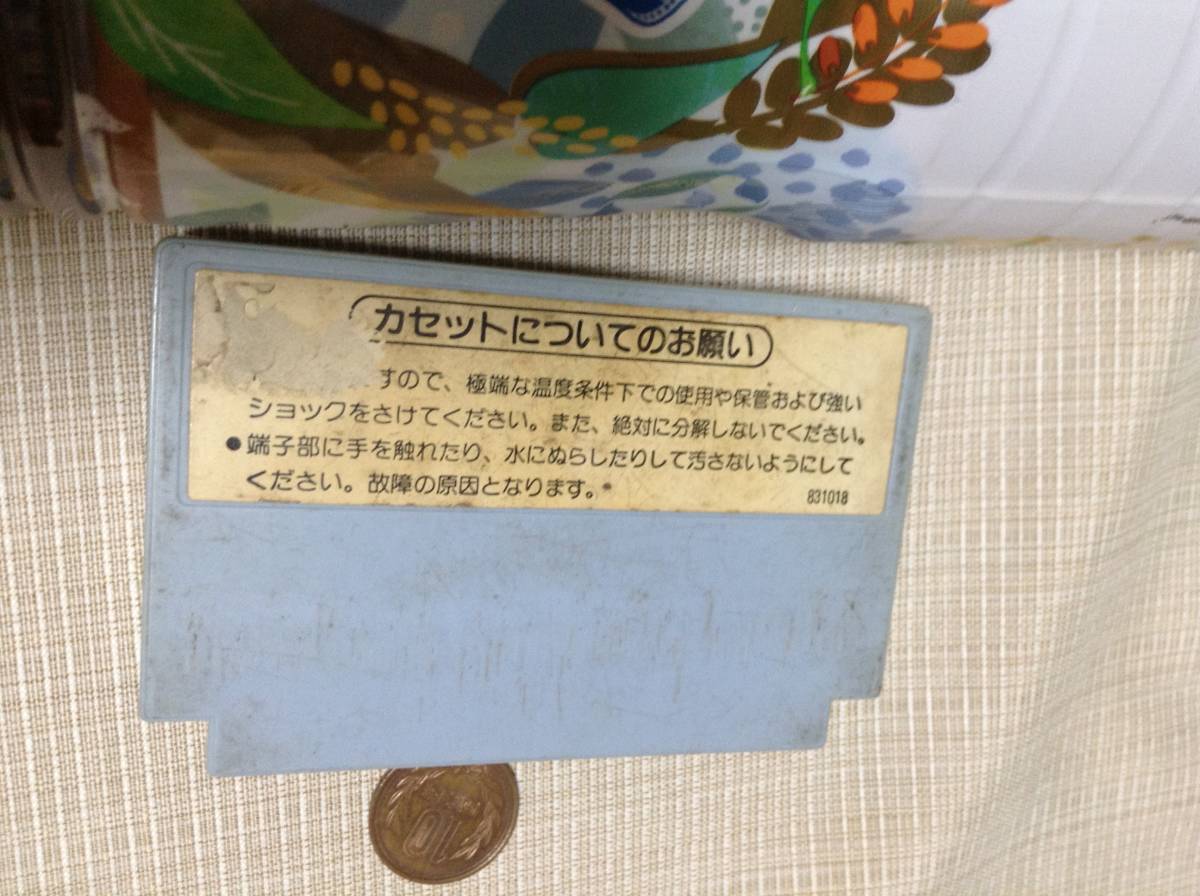 カセットについてのお願い
すので、極端な温度条件下での使用や保管および強い
ショックをさけてください。また、絶対に分解しないでください。
●端子部に手を触れたり、水にぬらしたりして汚さないようにして
ください。故障の原因となります。
831018
10